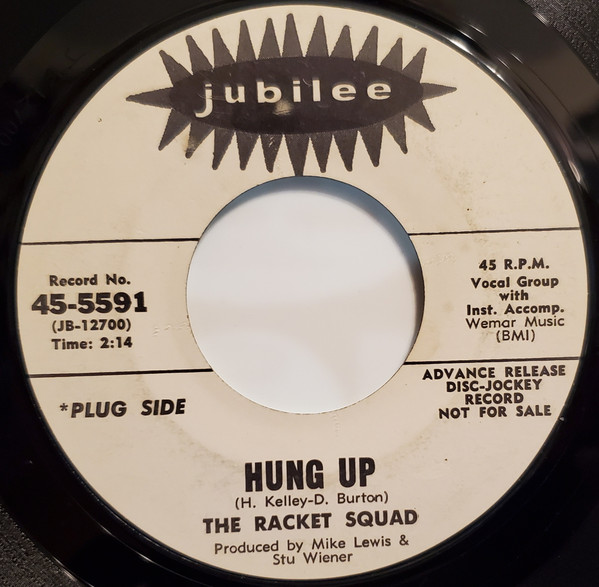 jubilee
Record No.
45-5591
(JB-12700)
Time: 2:14
45 R.P.M.
Vocal Group
with
Inst. Accomp.
Wemar Music
(BMI)
*PLUG SIDE
ADVANCE RELEASE
DISC-JOCKEY
RECORD
NOT FOR SALE
HUNG UP
(H. Kelley-D. Burton)
THE RACKET SQUAD
Produced by Mike Lewis &
Stu Wiener